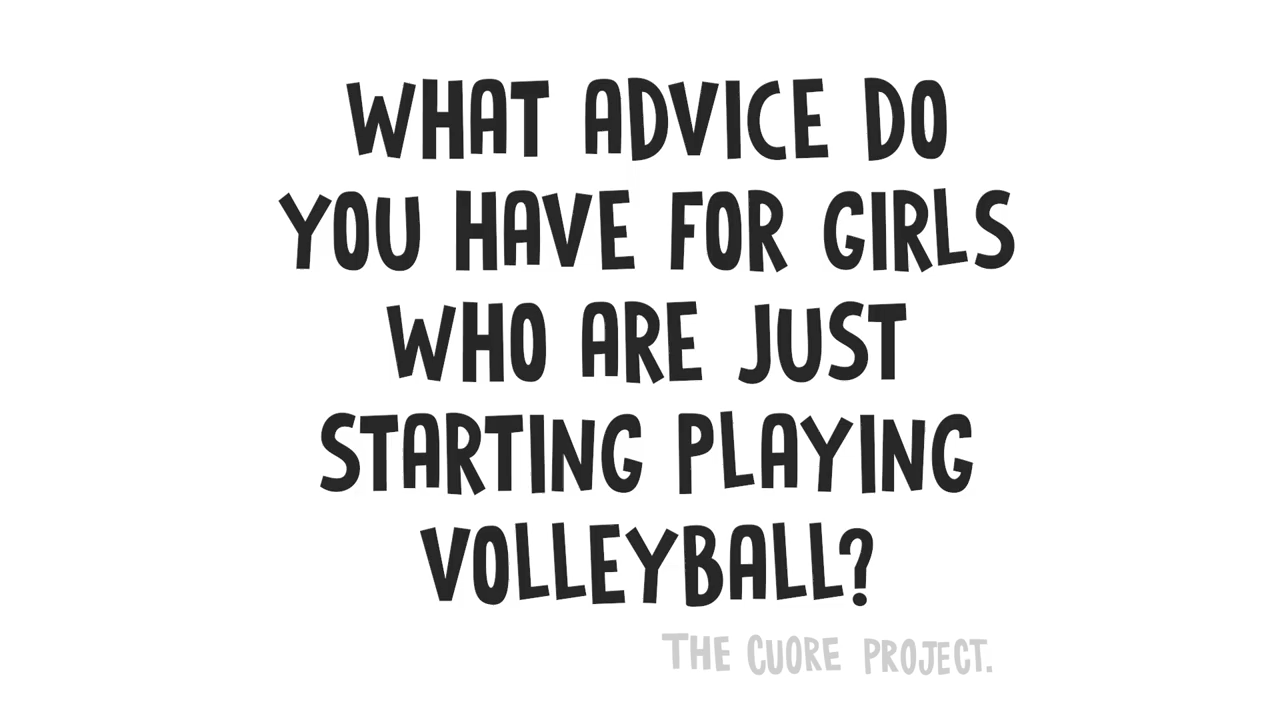 WHAT ADVICE DO
YOU HAVE FOR GIRLS
WHO ARE JUST
STARTING PLAYING
VOLLEYBALL?
THE CUORE PROJECT.